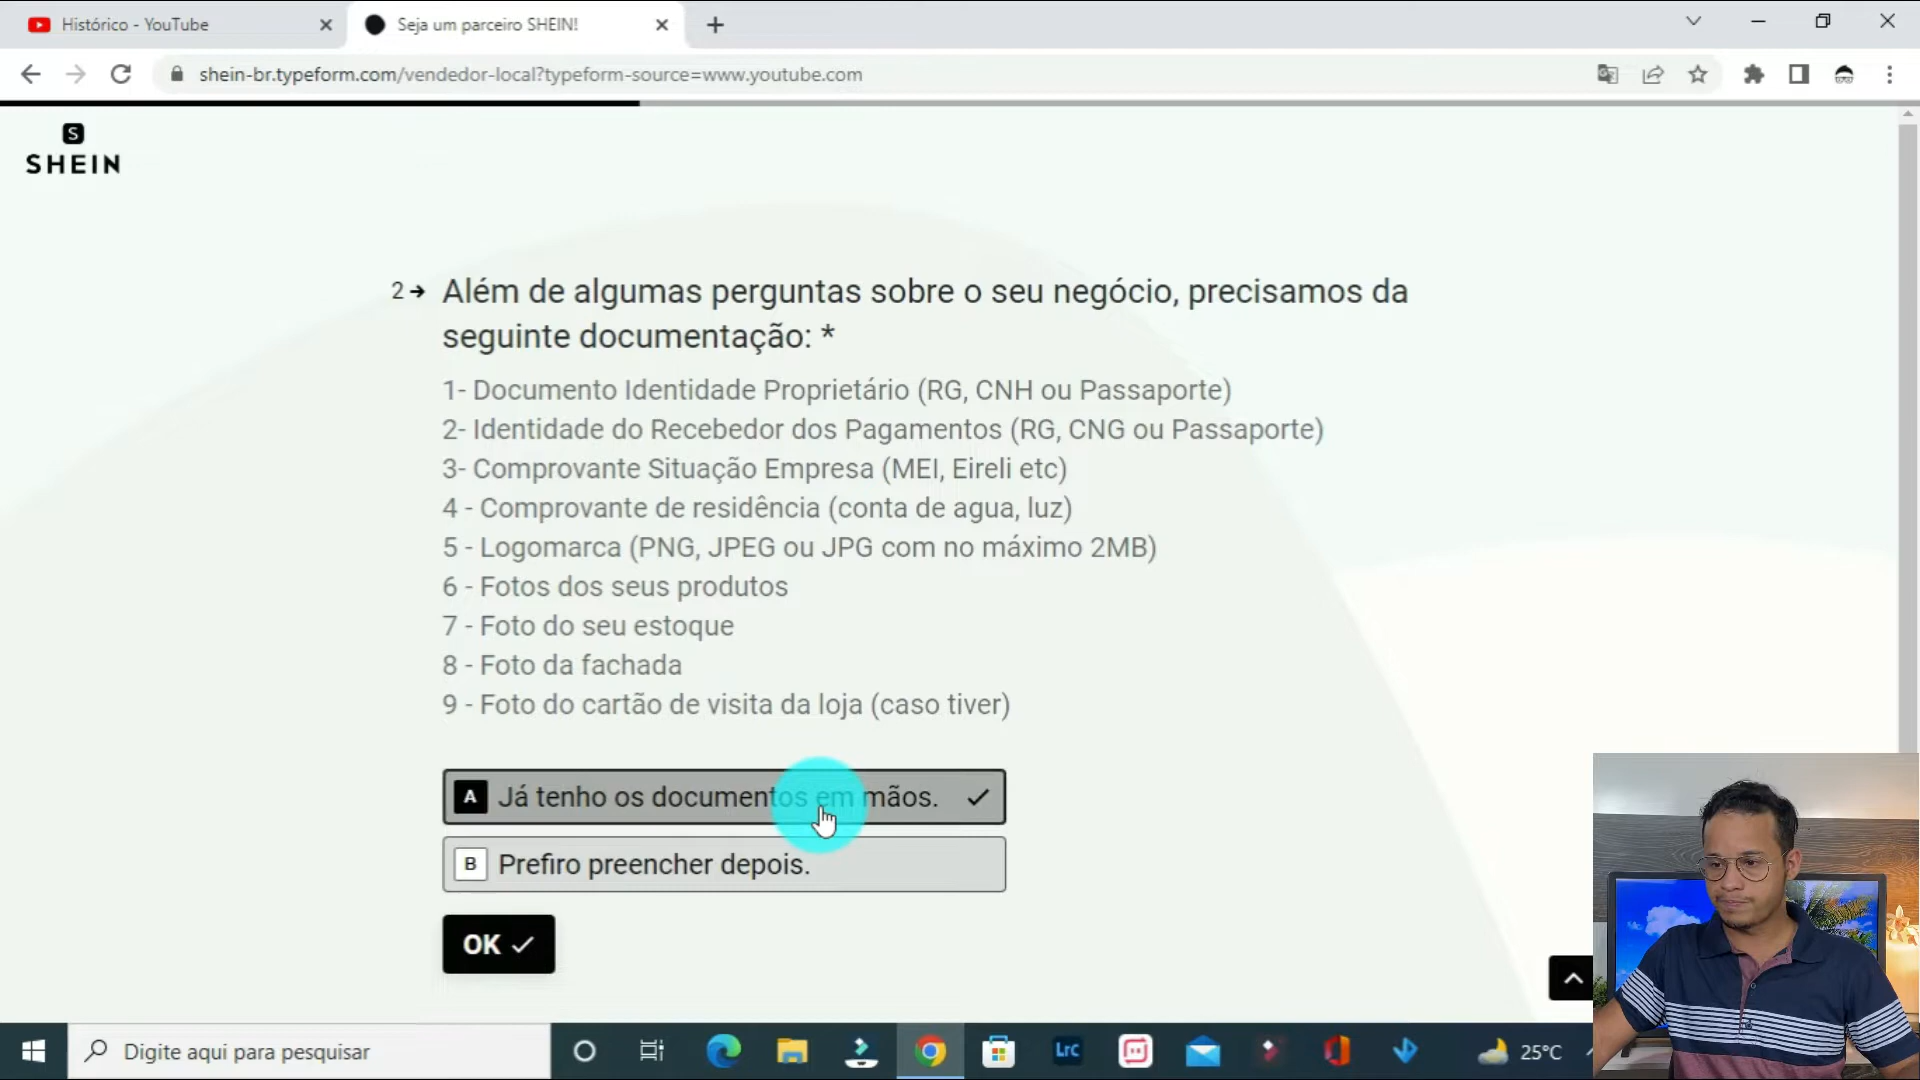 Histórico - YouTube
Seja um parceiro SHEIN!
shein-br.typeform.com/vendedor-local?typeform-source=www.youtube.com
S
SHEIN
2 → Além de algumas perguntas sobre o seu negócio, precisamos da
seguinte documentação: *
1- Documento Identidade Proprietário (RG, CNH ou Passaporte)
2- Identidade do Recebedor dos Pagamentos (RG, CNG ou Passaporte)
3- Comprovante Situação Empresa (MEI, Eireli etc)
4 - Comprovante de residência (conta de agua, luz)
5 - Logomarca (PNG, JPEG ou JPG com no máximo 2MB)
6 - Fotos dos seus produtos
7 - Foto do seu estoque
8 - Foto da fachada
9 - Foto do cartão de visita da loja (caso tiver)
A Já tenho os documentos em mãos.
B Prefiro preencher depois.
OK
Digite aqui para pesquisar
Lrc
25°C